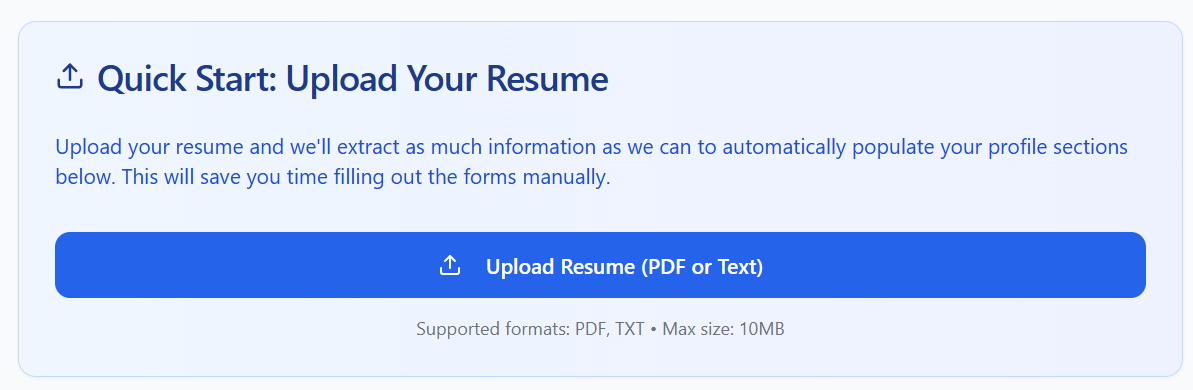 Quick Start: Upload Your Resume
Upload your resume and we'll extract as much information as we can to automatically populate your profile sections
below. This will save you time filling out the forms manually.
Upload Resume (PDF or Text)
Supported formats: PDF, TXT • Max size: 10MB